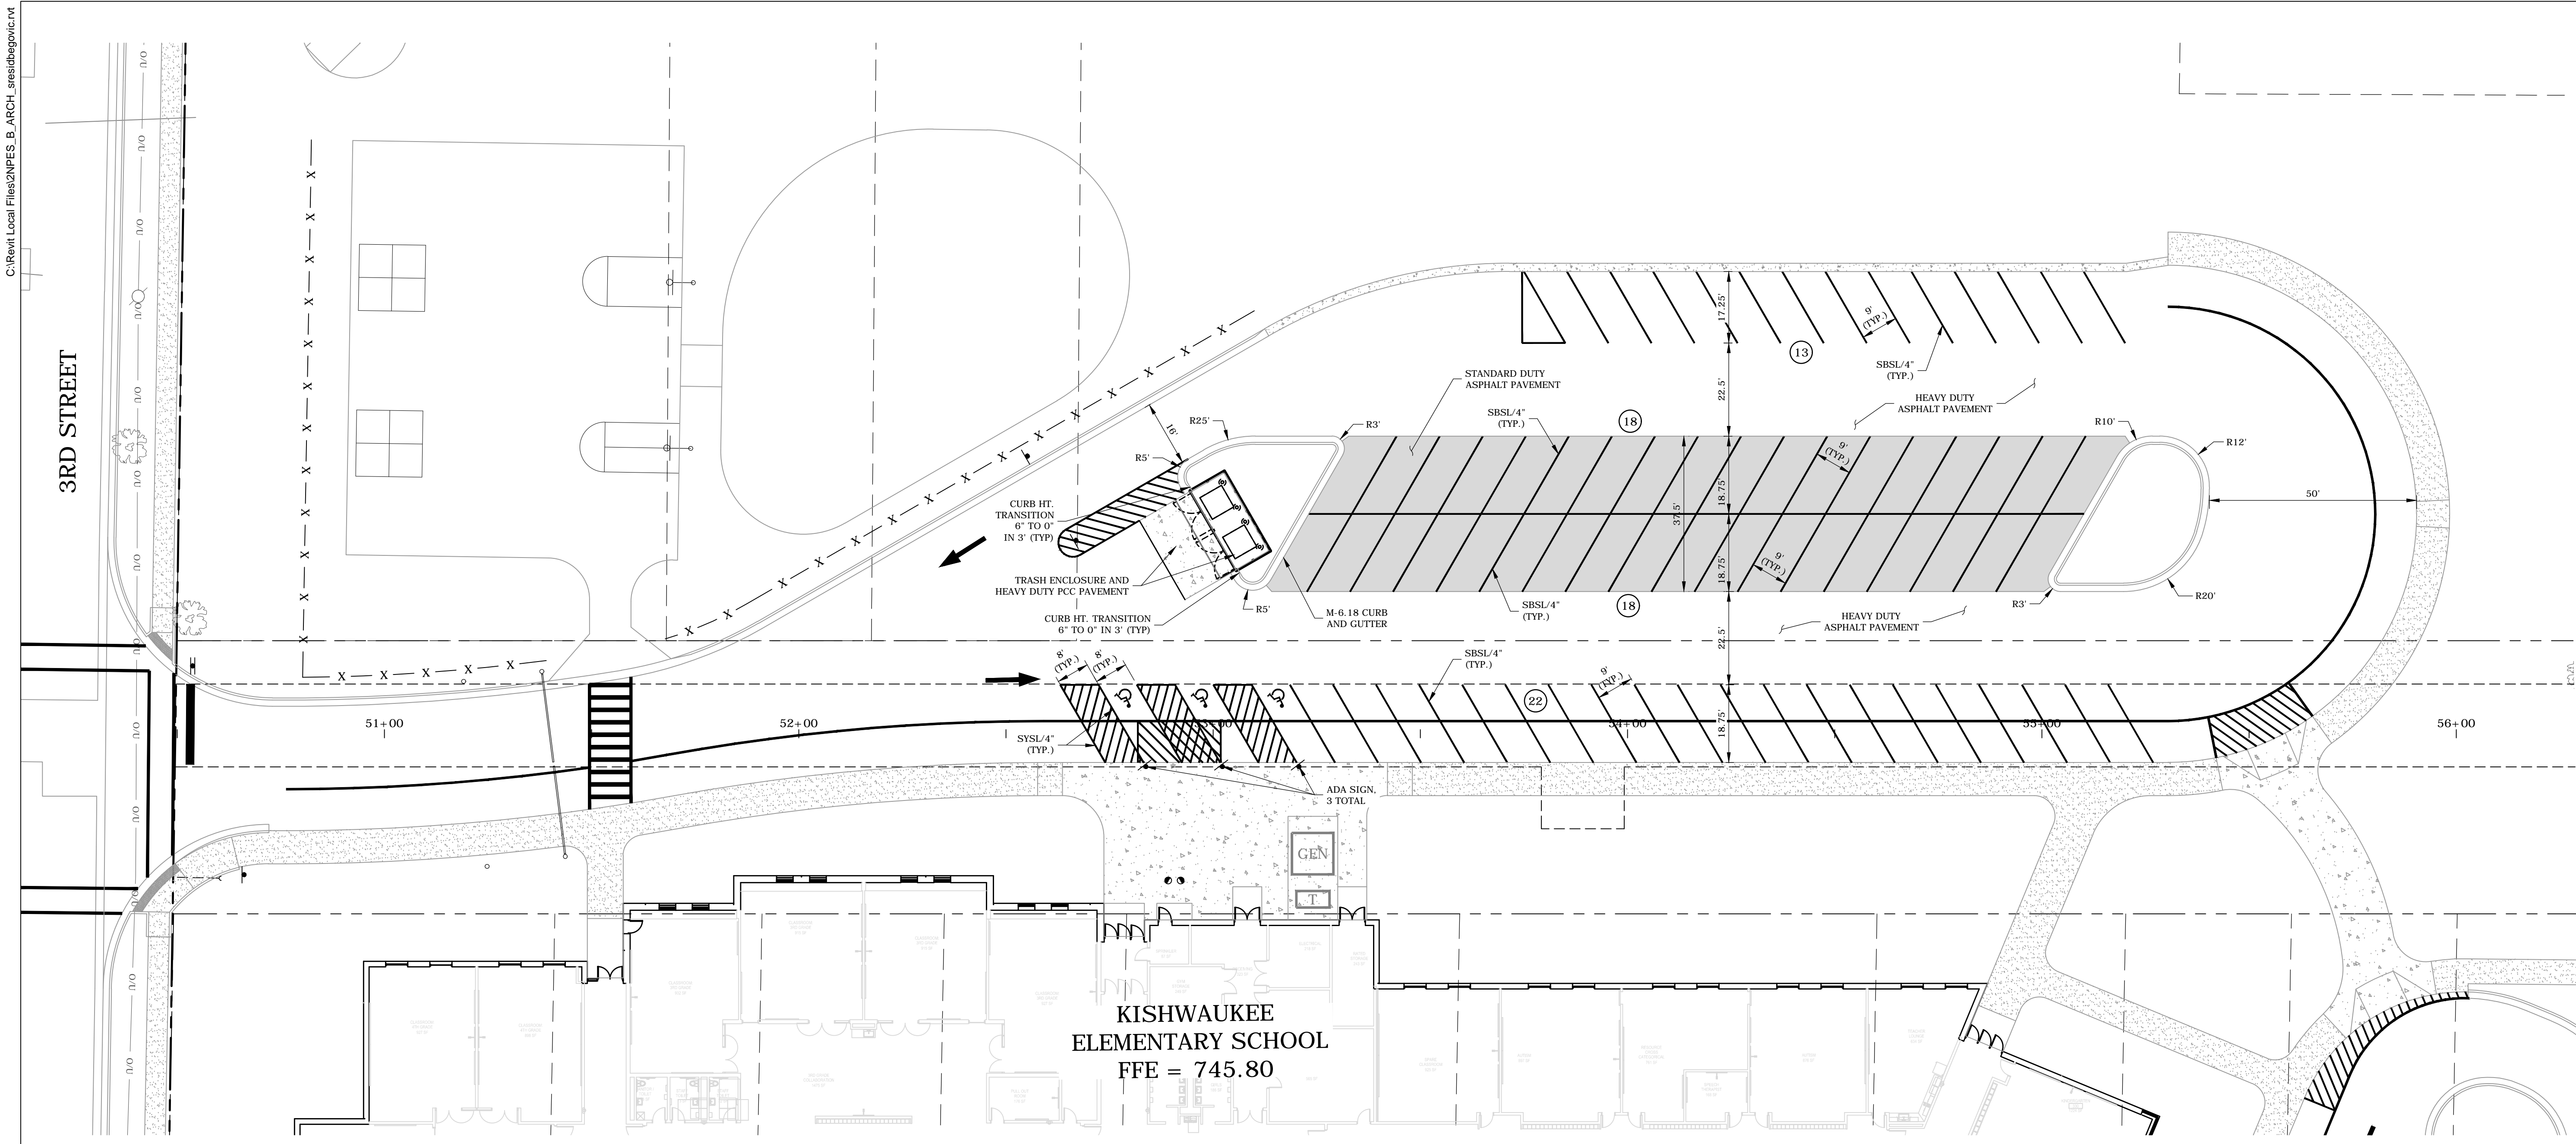 C:\Revit Local Files\2NPES_B_ARCH_sresidbegovic.rvt
3RD STREET
O/U
O/U
O/U
O/U
O/U
O/U
O/U
O/U
O/U
O/U
O/U
O/U
17.25'
9'
(TYP.)
13
SBSL/4"
(TYP.)
STANDARD DUTY
ASPHALT PAVEMENT
22.5'
HEAVY DUTY
ASPHALT PAVEMENT
SBSL/4"
(TYP.)
18
R25'
R3'
R10'
R12'
16'
R5'
9'
(TYP.)
18.75'
37.5'
50'
CURB HT.
TRANSITION
6" TO 0"
IN 3' (TYP)
9'
(TYP.)
18.75'
TRASH ENCLOSURE AND
HEAVY DUTY PCC PAVEMENT
R5'
M-6.18 CURB
AND GUTTER
SBSL/4"
(TYP.)
18
R3'
R20'
CURB HT. TRANSITION
6" TO 0" IN 3' (TYP)
HEAVY DUTY
ASPHALT PAVEMENT
22.5'
8'
(TYP.)
8'
(TYP.)
SBSL/4"
(TYP.)
9'
(TYP.)
22
18.75'
51+00
52+00
53+00
54+00
55+00
56+00
SYSL/4"
(TYP.)
ADA SIGN,
3 TOTAL
GEN
T
KISHWAUKEE
ELEMENTARY SCHOOL
FFE = 745.80